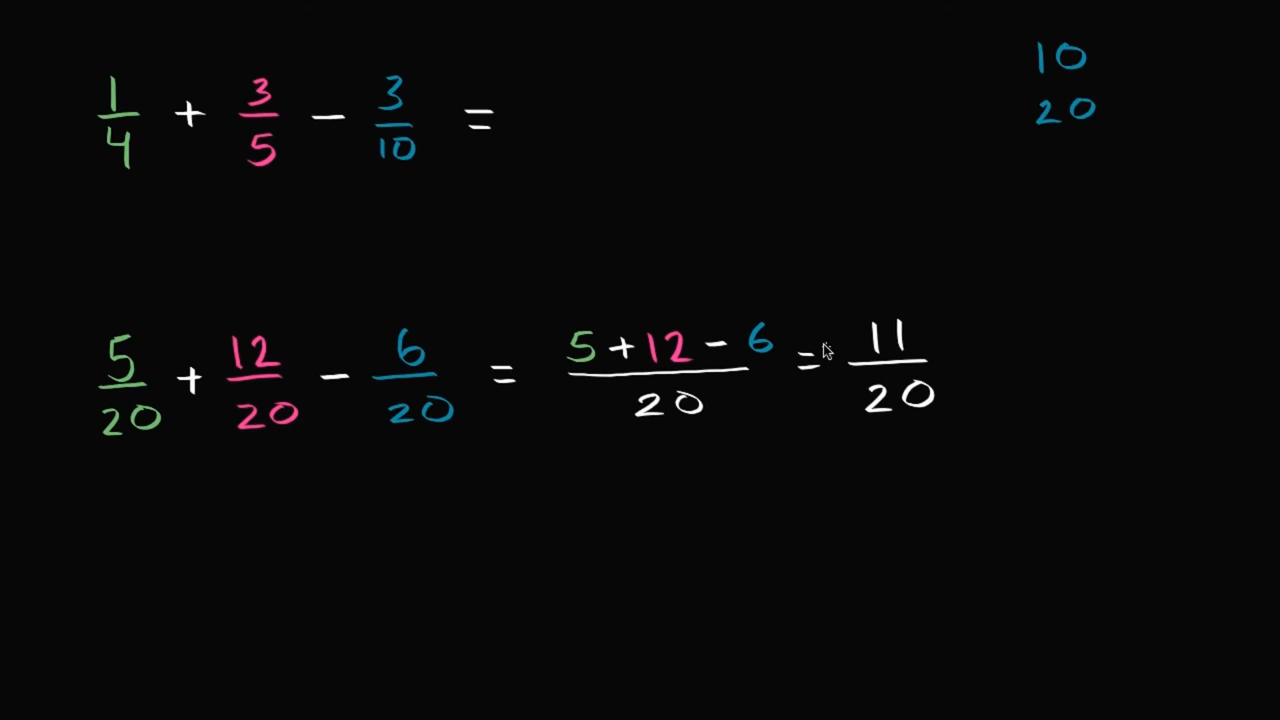 1/4 + 3/5 − 3/10 =
10
20
5/20 + 12/20 − 6/20 = (5 + 12 − 6)/20 = 11/20